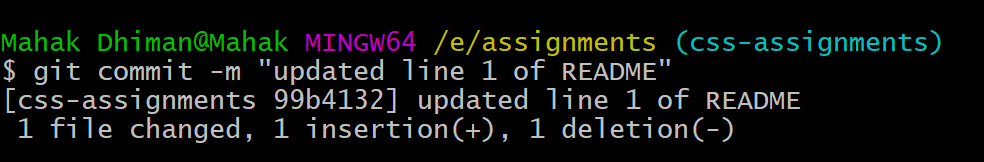 Mahak Dhiman@Mahak MINGW64 /e/assignments (css-assignments)
$ git commit -m "updated line 1 of README"
[css-assignments 99b4132] updated line 1 of README
 1 file changed, 1 insertion(+), 1 deletion(-)